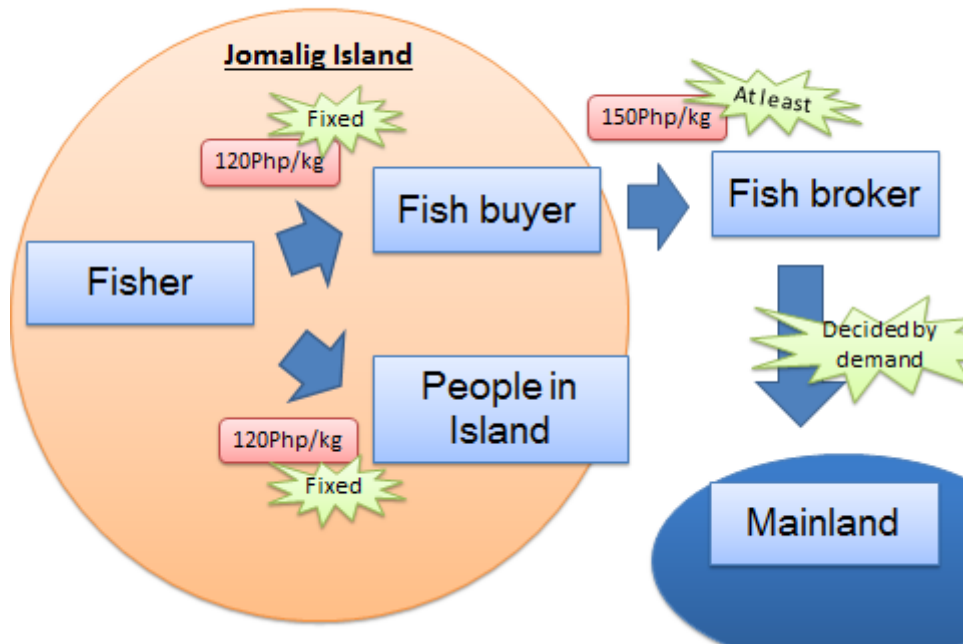 Jomalig Island
Fixed
120Php/kg
Fish buyer
Fisher
People in
Island
120Php/kg
Fixed
At least
150Php/kg
Fish broker
Decided by
demand
Mainland